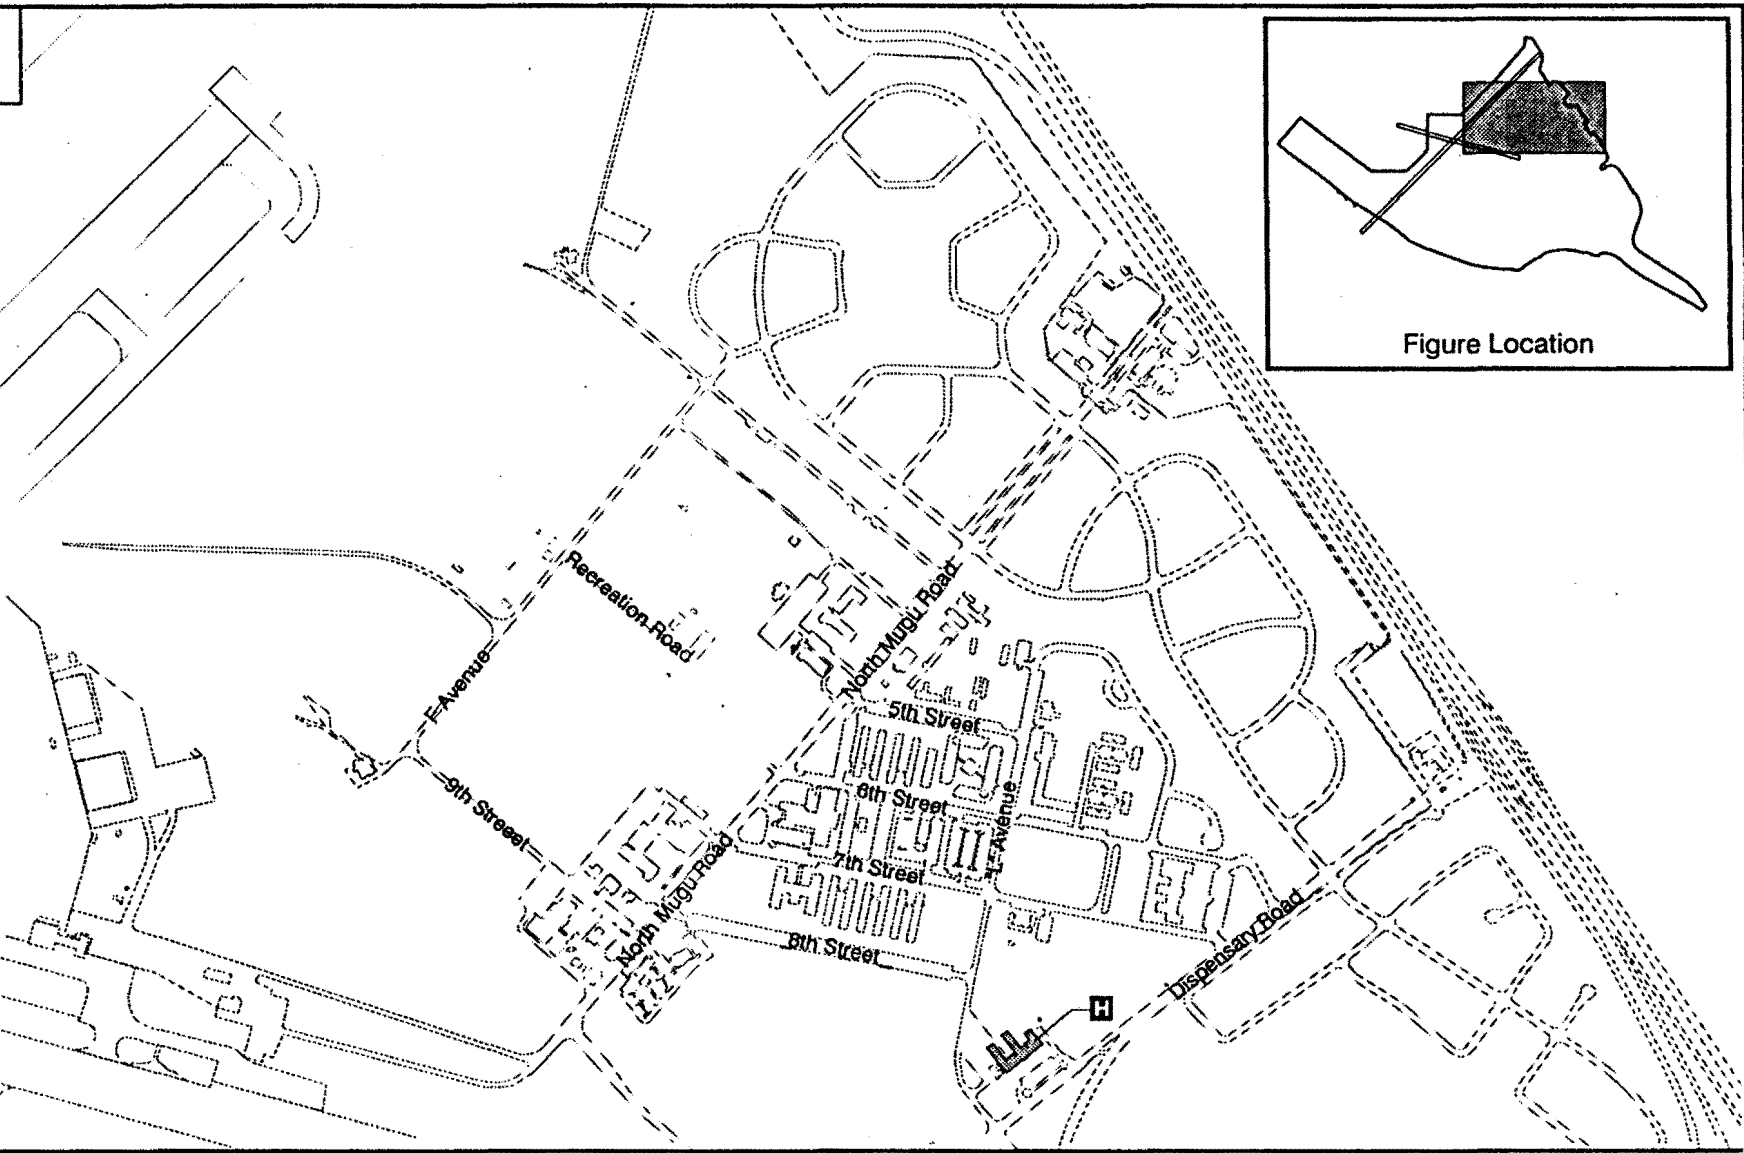 Figure Location
North Mugu Road
Recreation Road
F Avenue
5th Street
9th Streeet
6th Street
"L" Avenue
7th Street
North Mugu Road
8th Street
Dispensary Road
H